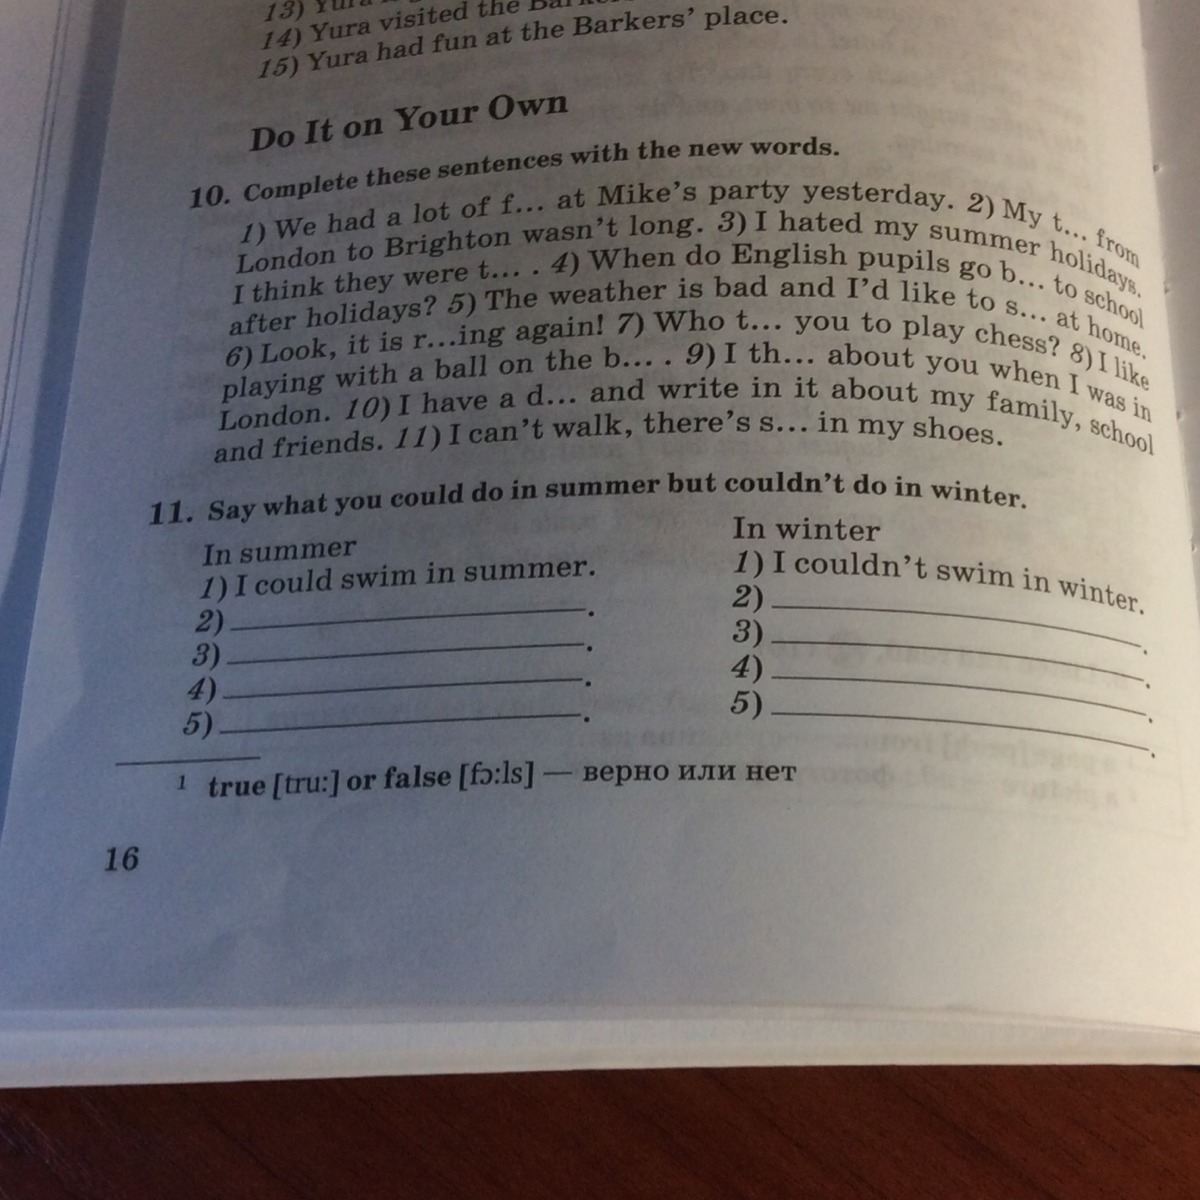 13)
14) Yura visited the
15) Yura had fun at the Barkers' place.
Do It on Your Own
10. Complete these sentences with the new words.
1) We had a lot of f... at Mike's party yesterday. 2) My t... from
London to Brighton wasn't long. 3) I hated my summer holidays.
I think they were t... . 4) When do English pupils go b... to school
after holidays? 5) The weather is bad and I'd like to s... at home.
6) Look, it is r...ing again! 7) Who t... you to play chess? 8) I like
playing with a ball on the b... . 9) I th... about you when I was in
London. 10) I have a d... and write in it about my family, school
and friends. 11) I can't walk, there's s... in my shoes.
11. Say what you could do in summer but couldn't do in winter.
In summer
1) I could swim in summer.
2) .
3) .
4) .
5) .
In winter
1) I couldn't swim in winter.
2) .
3) .
4) .
5) .
1 true [tru:] or false [fɔ:ls] — верно или нет
16